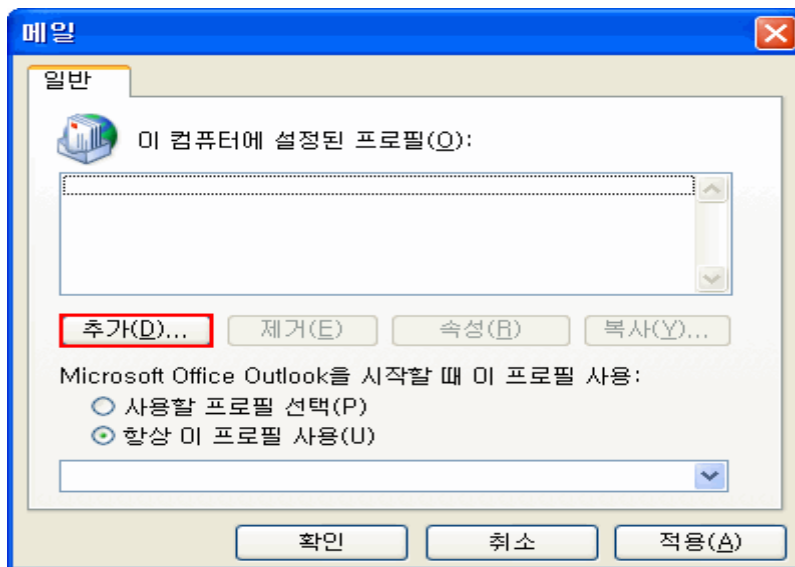 메일
일반
이 컴퓨터에 설정된 프로필(O):
추가(D)... 제거(E) 속성(R) 복사(Y)...
Microsoft Office Outlook을 시작할 때 이 프로필 사용:
사용할 프로필 선택(P)
항상 이 프로필 사용(U)
확인 취소 적용(A)